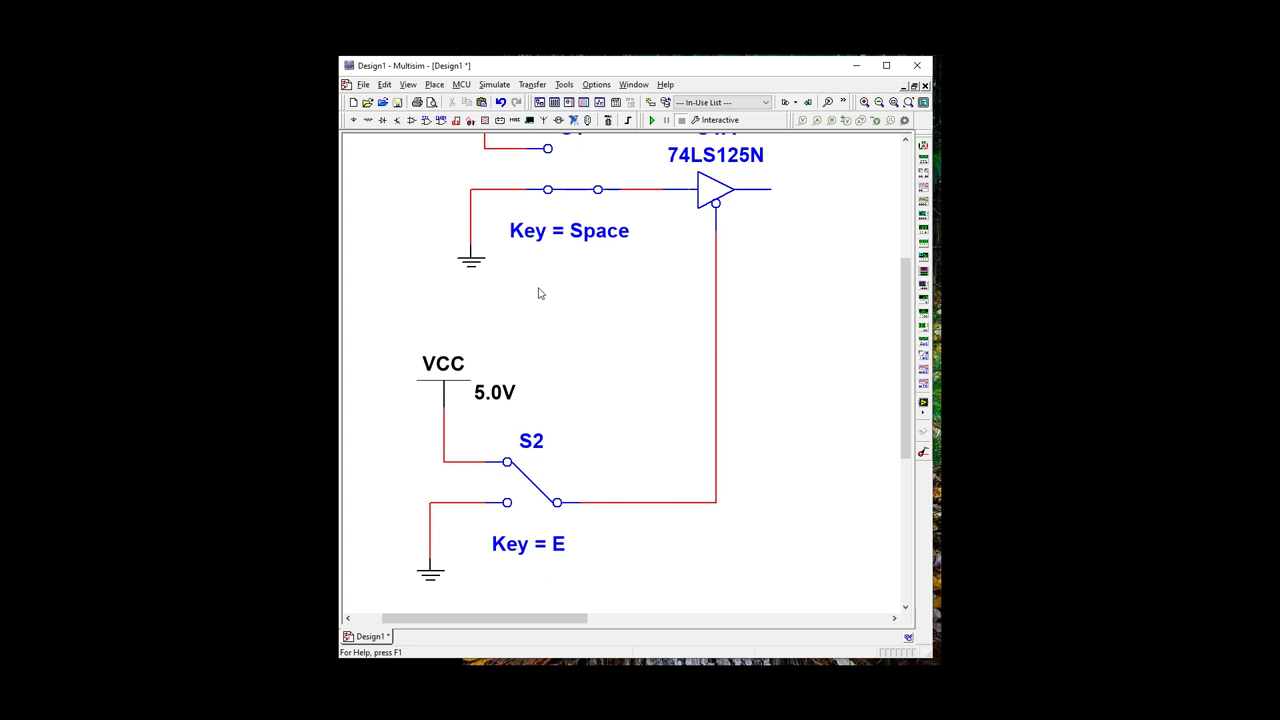 Design1 - Multisim - [Design1 *]
File Edit View Place MCU Simulate Transfer Tools Options Window Help
--- In-Use List ---
Interactive
74LS125N
Key = Space
VCC
5.0V
S2
Key = E
Design1 *
For Help, press F1